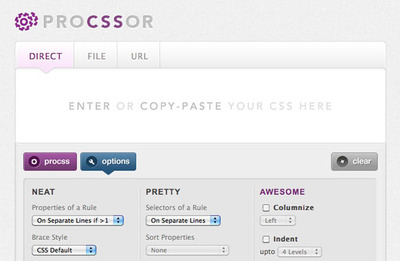 PROCSSOR
DIRECT FILE URL
ENTER OR COPY-PASTE YOUR CSS HERE
procss options clear
NEAT PRETTY AWESOME
Properties of a Rule Selectors of a Rule Columnize
On Separate Lines if >1 On Separate Lines Left
Brace Style Sort Properties Indent
CSS Default None upto 4 Levels